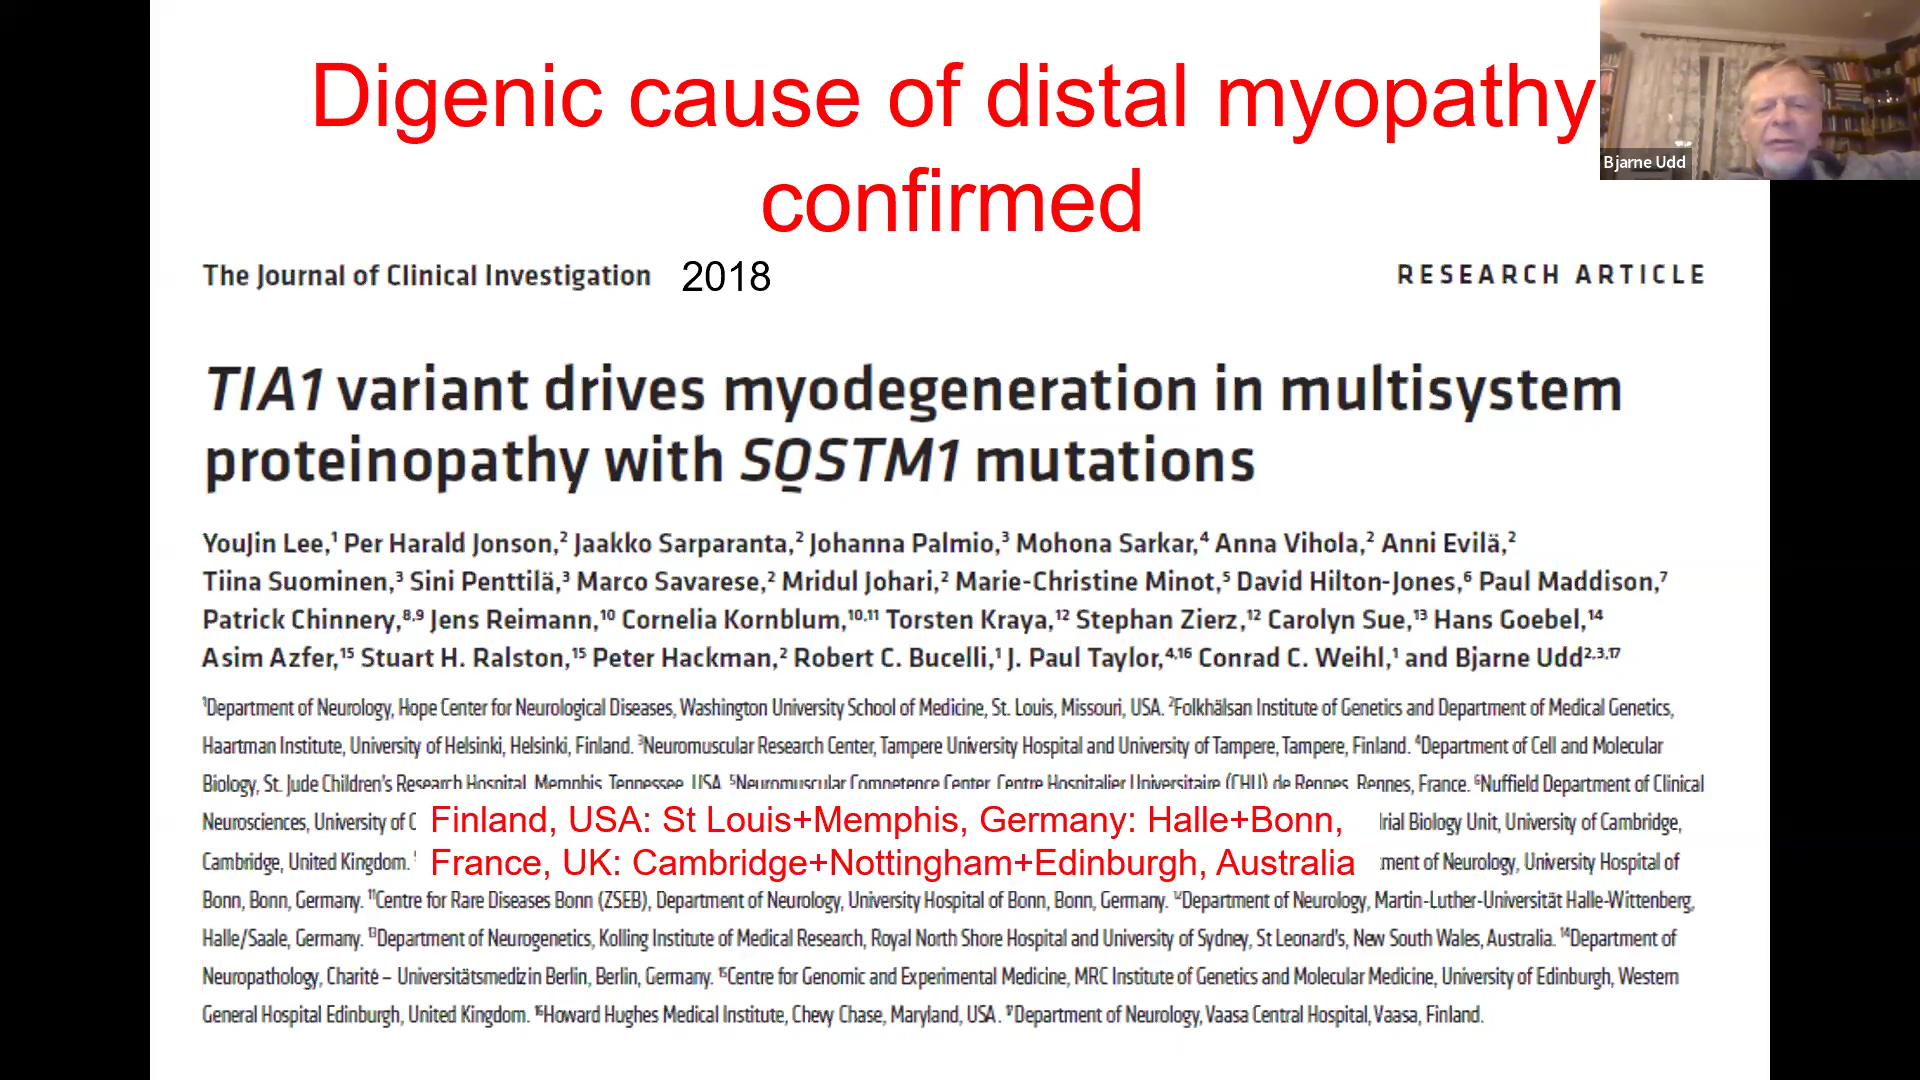 Digenic cause of distal myopathy
confirmed
Bjarne Udd
The Journal of Clinical Investigation 2018 RESEARCH ARTICLE
TIA1 variant drives myodegeneration in multisystem
proteinopathy with SQSTM1 mutations
YouJin Lee,¹ Per Harald Jonson,² Jaakko Sarparanta,² Johanna Palmio,³ Mohona Sarkar,⁴ Anna Vihola,² Anni Evilä,²
Tiina Suominen,³ Sini Penttilä,³ Marco Savarese,² Mridul Johari,² Marie-Christine Minot,⁵ David Hilton-Jones,⁶ Paul Maddison,⁷
Patrick Chinnery,⁸,⁹ Jens Reimann,¹⁰ Cornelia Kornblum,¹⁰,¹¹ Torsten Kraya,¹² Stephan Zierz,¹² Carolyn Sue,¹³ Hans Goebel,¹⁴
Asim Azfer,¹⁵ Stuart H. Ralston,¹⁵ Peter Hackman,² Robert C. Bucelli,¹ J. Paul Taylor,⁴,¹⁶ Conrad C. Weihl,¹ and Bjarne Udd²,³,¹⁷
¹Department of Neurology, Hope Center for Neurological Diseases, Washington University School of Medicine, St. Louis, Missouri, USA. ²Folkhälsan Institute of Genetics and Department of Medical Genetics,
Haartman Institute, University of Helsinki, Helsinki, Finland. ³Neuromuscular Research Center, Tampere University Hospital and University of Tampere, Tampere, Finland. ⁴Department of Cell and Molecular
Biology, St. Jude Children's Research Hospital, Memphis, Tennessee, USA. ⁵Neuromuscular Competence Center, Centre Hospitalier Universitaire (CHU) de Rennes, Rennes, France. ⁶Nuffield Department of Clinical
Neurosciences, University of Finland, USA: St Louis+Memphis, Germany: Halle+Bonn, Biology Unit, University of Cambridge,
Cambridge, United Kingdom. France, UK: Cambridge+Nottingham+Edinburgh, Australia of Neurology, University Hospital of
Bonn, Bonn, Germany. ¹¹Centre for Rare Diseases Bonn (ZSEB), Department of Neurology, University Hospital of Bonn, Bonn, Germany. ¹²Department of Neurology, Martin-Luther-Universität Halle-Wittenberg,
Halle/Saale, Germany. ¹³Department of Neurogenetics, Kolling Institute of Medical Research, Royal North Shore Hospital and University of Sydney, St Leonard's, New South Wales, Australia. ¹⁴Department of
Neuropathology, Charité – Universitätsmedizin Berlin, Berlin, Germany. ¹⁵Centre for Genomic and Experimental Medicine, MRC Institute of Genetics and Molecular Medicine, University of Edinburgh, Western
General Hospital Edinburgh, United Kingdom. ¹⁶Howard Hughes Medical Institute, Chevy Chase, Maryland, USA. ¹⁷Department of Neurology, Vaasa Central Hospital, Vaasa, Finland.